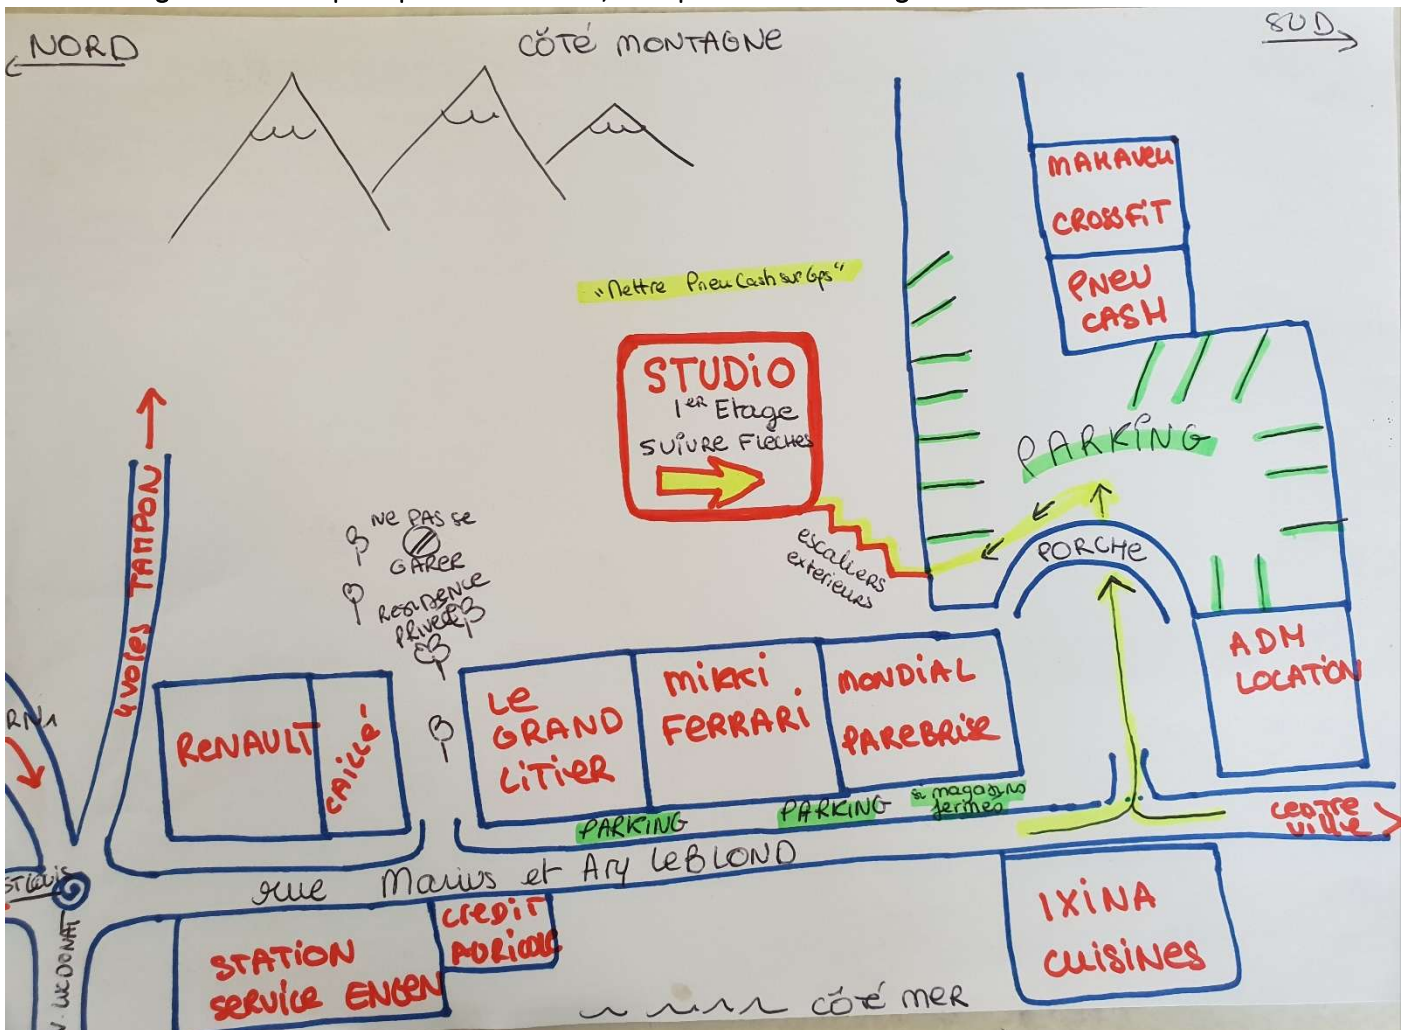 NORD
CÔTÉ MONTAGNE
SUD
MAHAVELI
CROSSFIT
PNEU
CASH
"Mettre Pneu Cash sur Gps"
STUDIO
1er Etage
SUIVRE FLECHES
PARKING
PORCHE
escaliers
exterieurs
4 VOIES TAMPON
NE PAS SE
GARER
RESIDENCE
PRIVEE
RN1
RENAULT
CAILLE
LE
GRAND
LITIER
MIKKI
FERRARI
MONDIAL
PAREBRISE
ADM
LOCATION
PARKING
PARKING
si magasins
fermés
CENTRE
VILLE
rue Marius et Ary LEBLOND
ST LOUIS
STATION
SERVICE ENGEN
CREDIT
AGRICOLE
IXINA
CUISINES
CÔTÉ MER